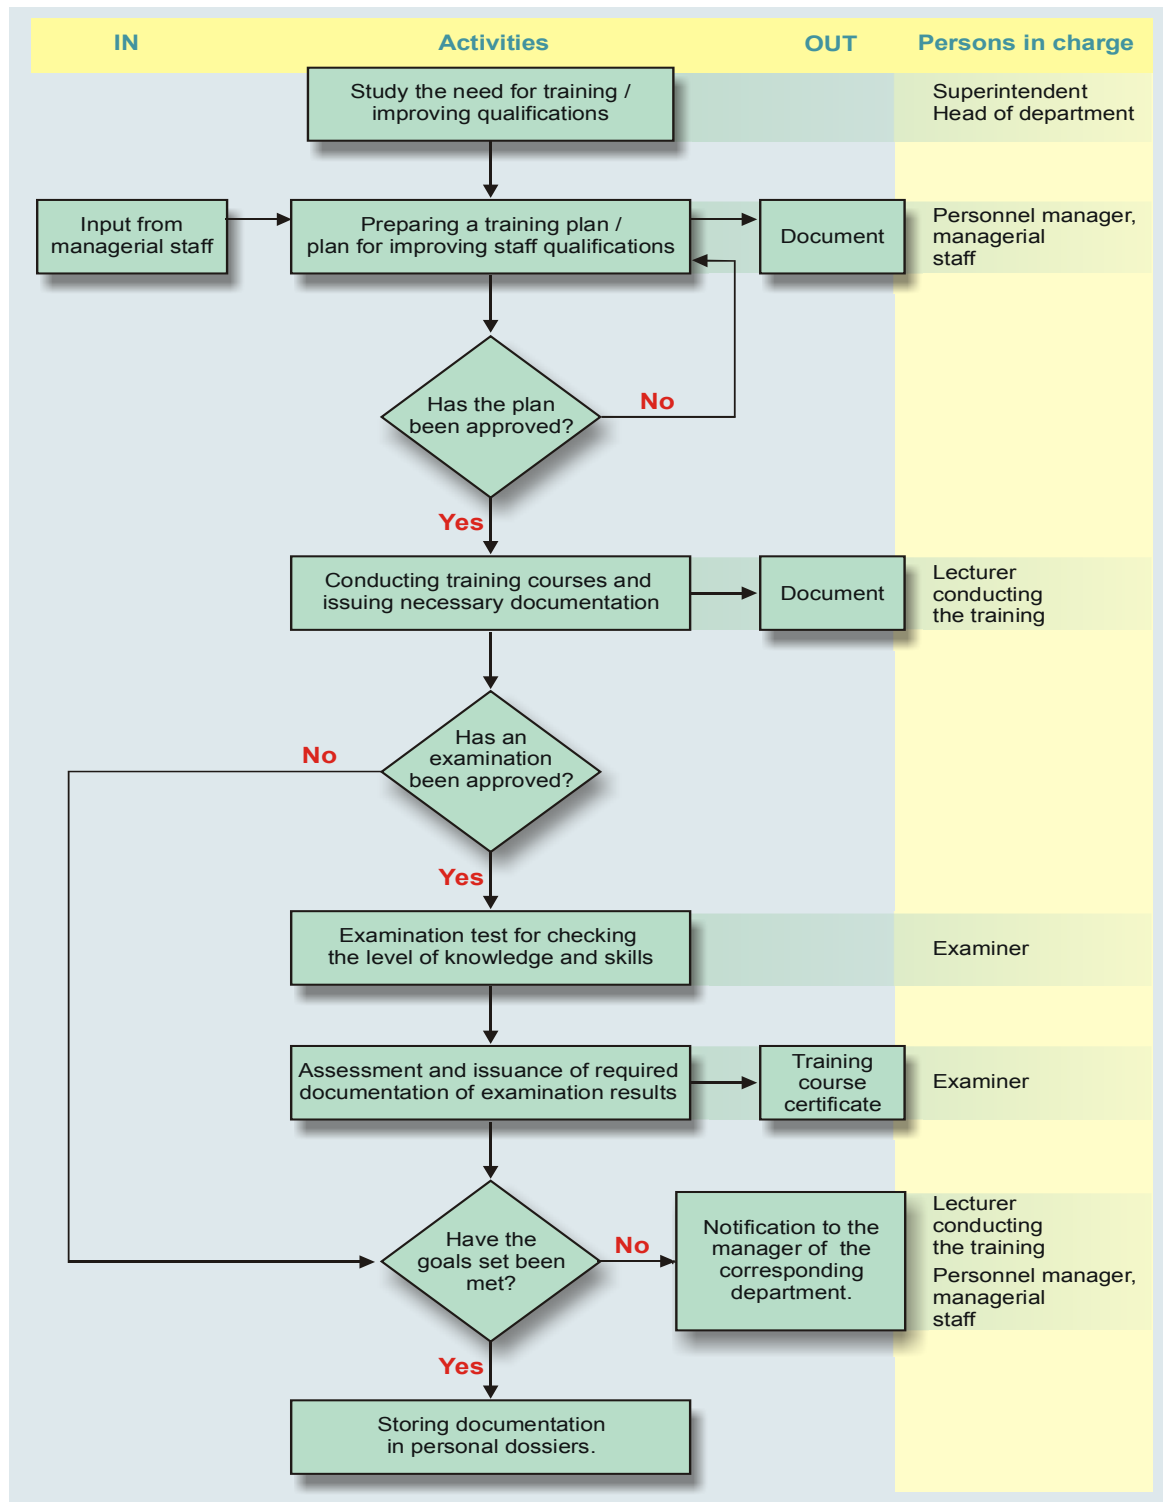 IN
Activities
OUT
Persons in charge
Study the need for training /
improving qualifications
Superintendent
Head of department
Input from
managerial staff
Preparing a training plan /
plan for improving staff qualifications
Document
Personnel manager,
managerial
staff
Has the plan
been approved?
No
Yes
Conducting training courses and
issuing necessary documentation
Document
Lecturer
conducting
the training
Has an
examination
been approved?
No
Yes
Examination test for checking
the level of knowledge and skills
Examiner
Assessment and issuance of required
documentation of examination results
Training
course
certificate
Examiner
Have the
goals set been
met?
No
Notification to the
manager of the
corresponding
department.
Lecturer
conducting
the training
Personnel manager,
managerial
staff
Yes
Storing documentation
in personal dossiers.